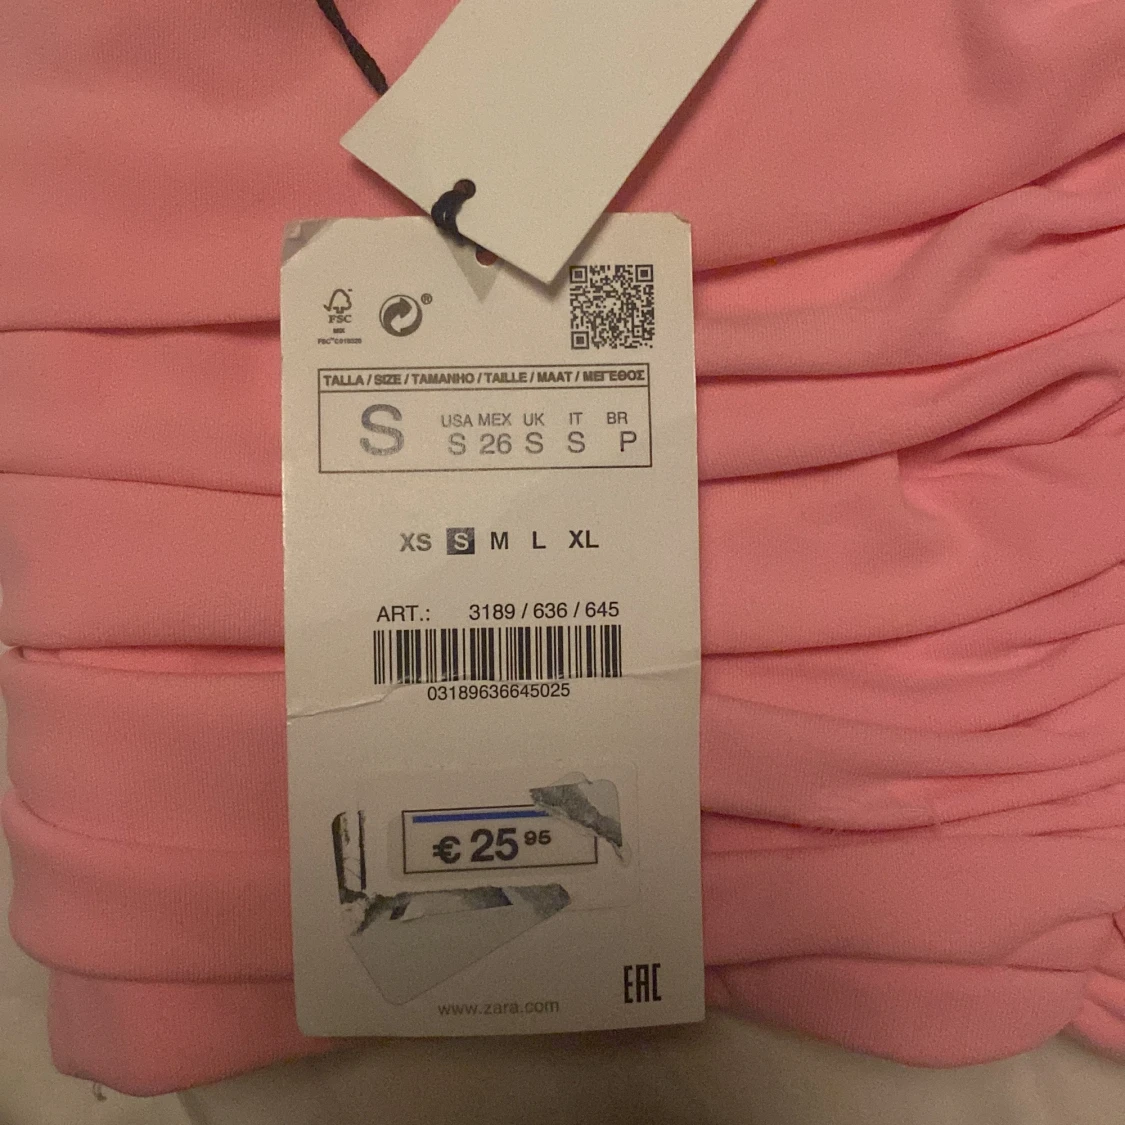 FSC
MIX
®
TALLA / SIZE / TAMANHO / TAILLE / MAAT / ΜΕΓΕΘΟΣ
S
USA MEX UK IT BR
S 26 S S P
XS S M L XL
ART.: 3189 / 636 / 645
03189636645025
€ 25 95
EAC
www.zara.com